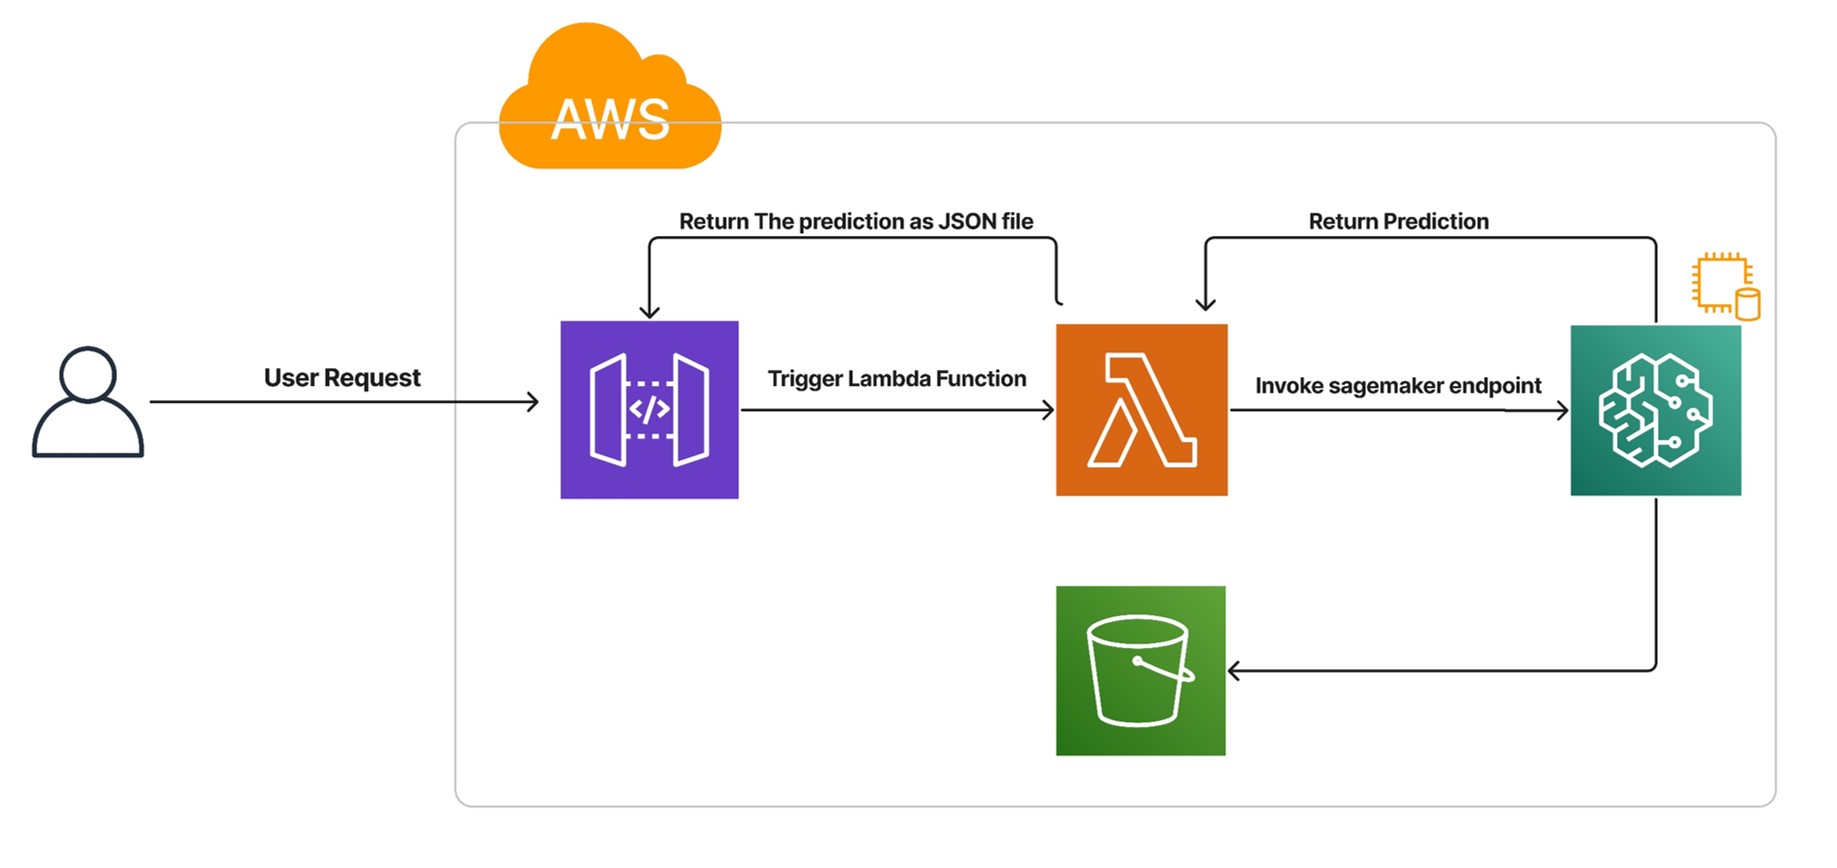 AWS
Return The prediction as JSON file
Return Prediction
User Request
Trigger Lambda Function
Invoke sagemaker endpoint
</>